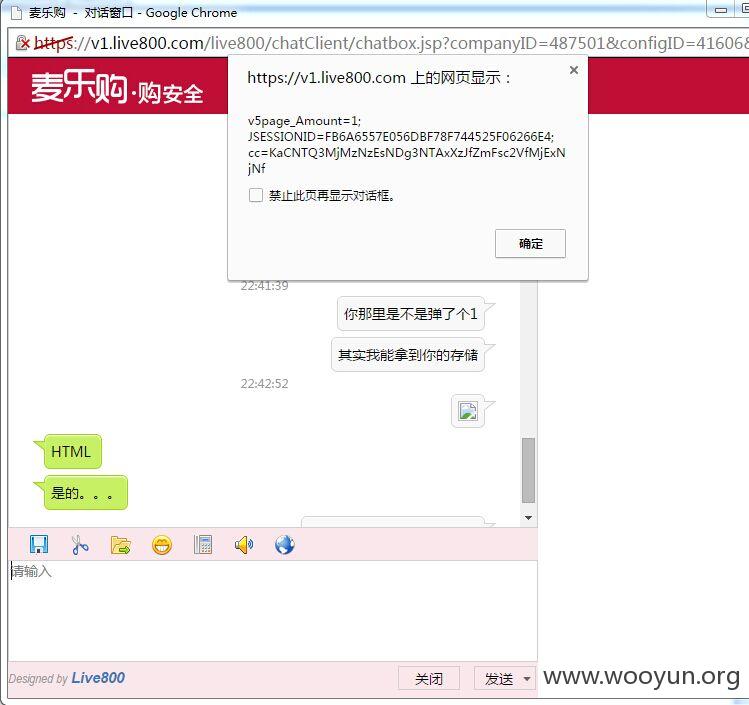 麦乐购 - 对话窗口 - Google Chrome
https://v1.live800.com/live800/chatClient/chatbox.jsp?companyID=487501&configID=41606&
麦乐购·购安全
https://v1.live800.com 上的网页显示：
v5page_Amount=1;
JSESSIONID=FB6A6557E056DBF78F744525F06266E4;
cc=KaCNTQ3MjMzNzEsNDg3NTAxXzJfZmFsc2VfMjExN
jNf
禁止此页再显示对话框。
确定
22:41:39
你那里是不是弹了个1
其实我能拿到你的存储
22:42:52
HTML
是的。。。
请输入
Designed by Live800
关闭
发送
www.wooyun.org